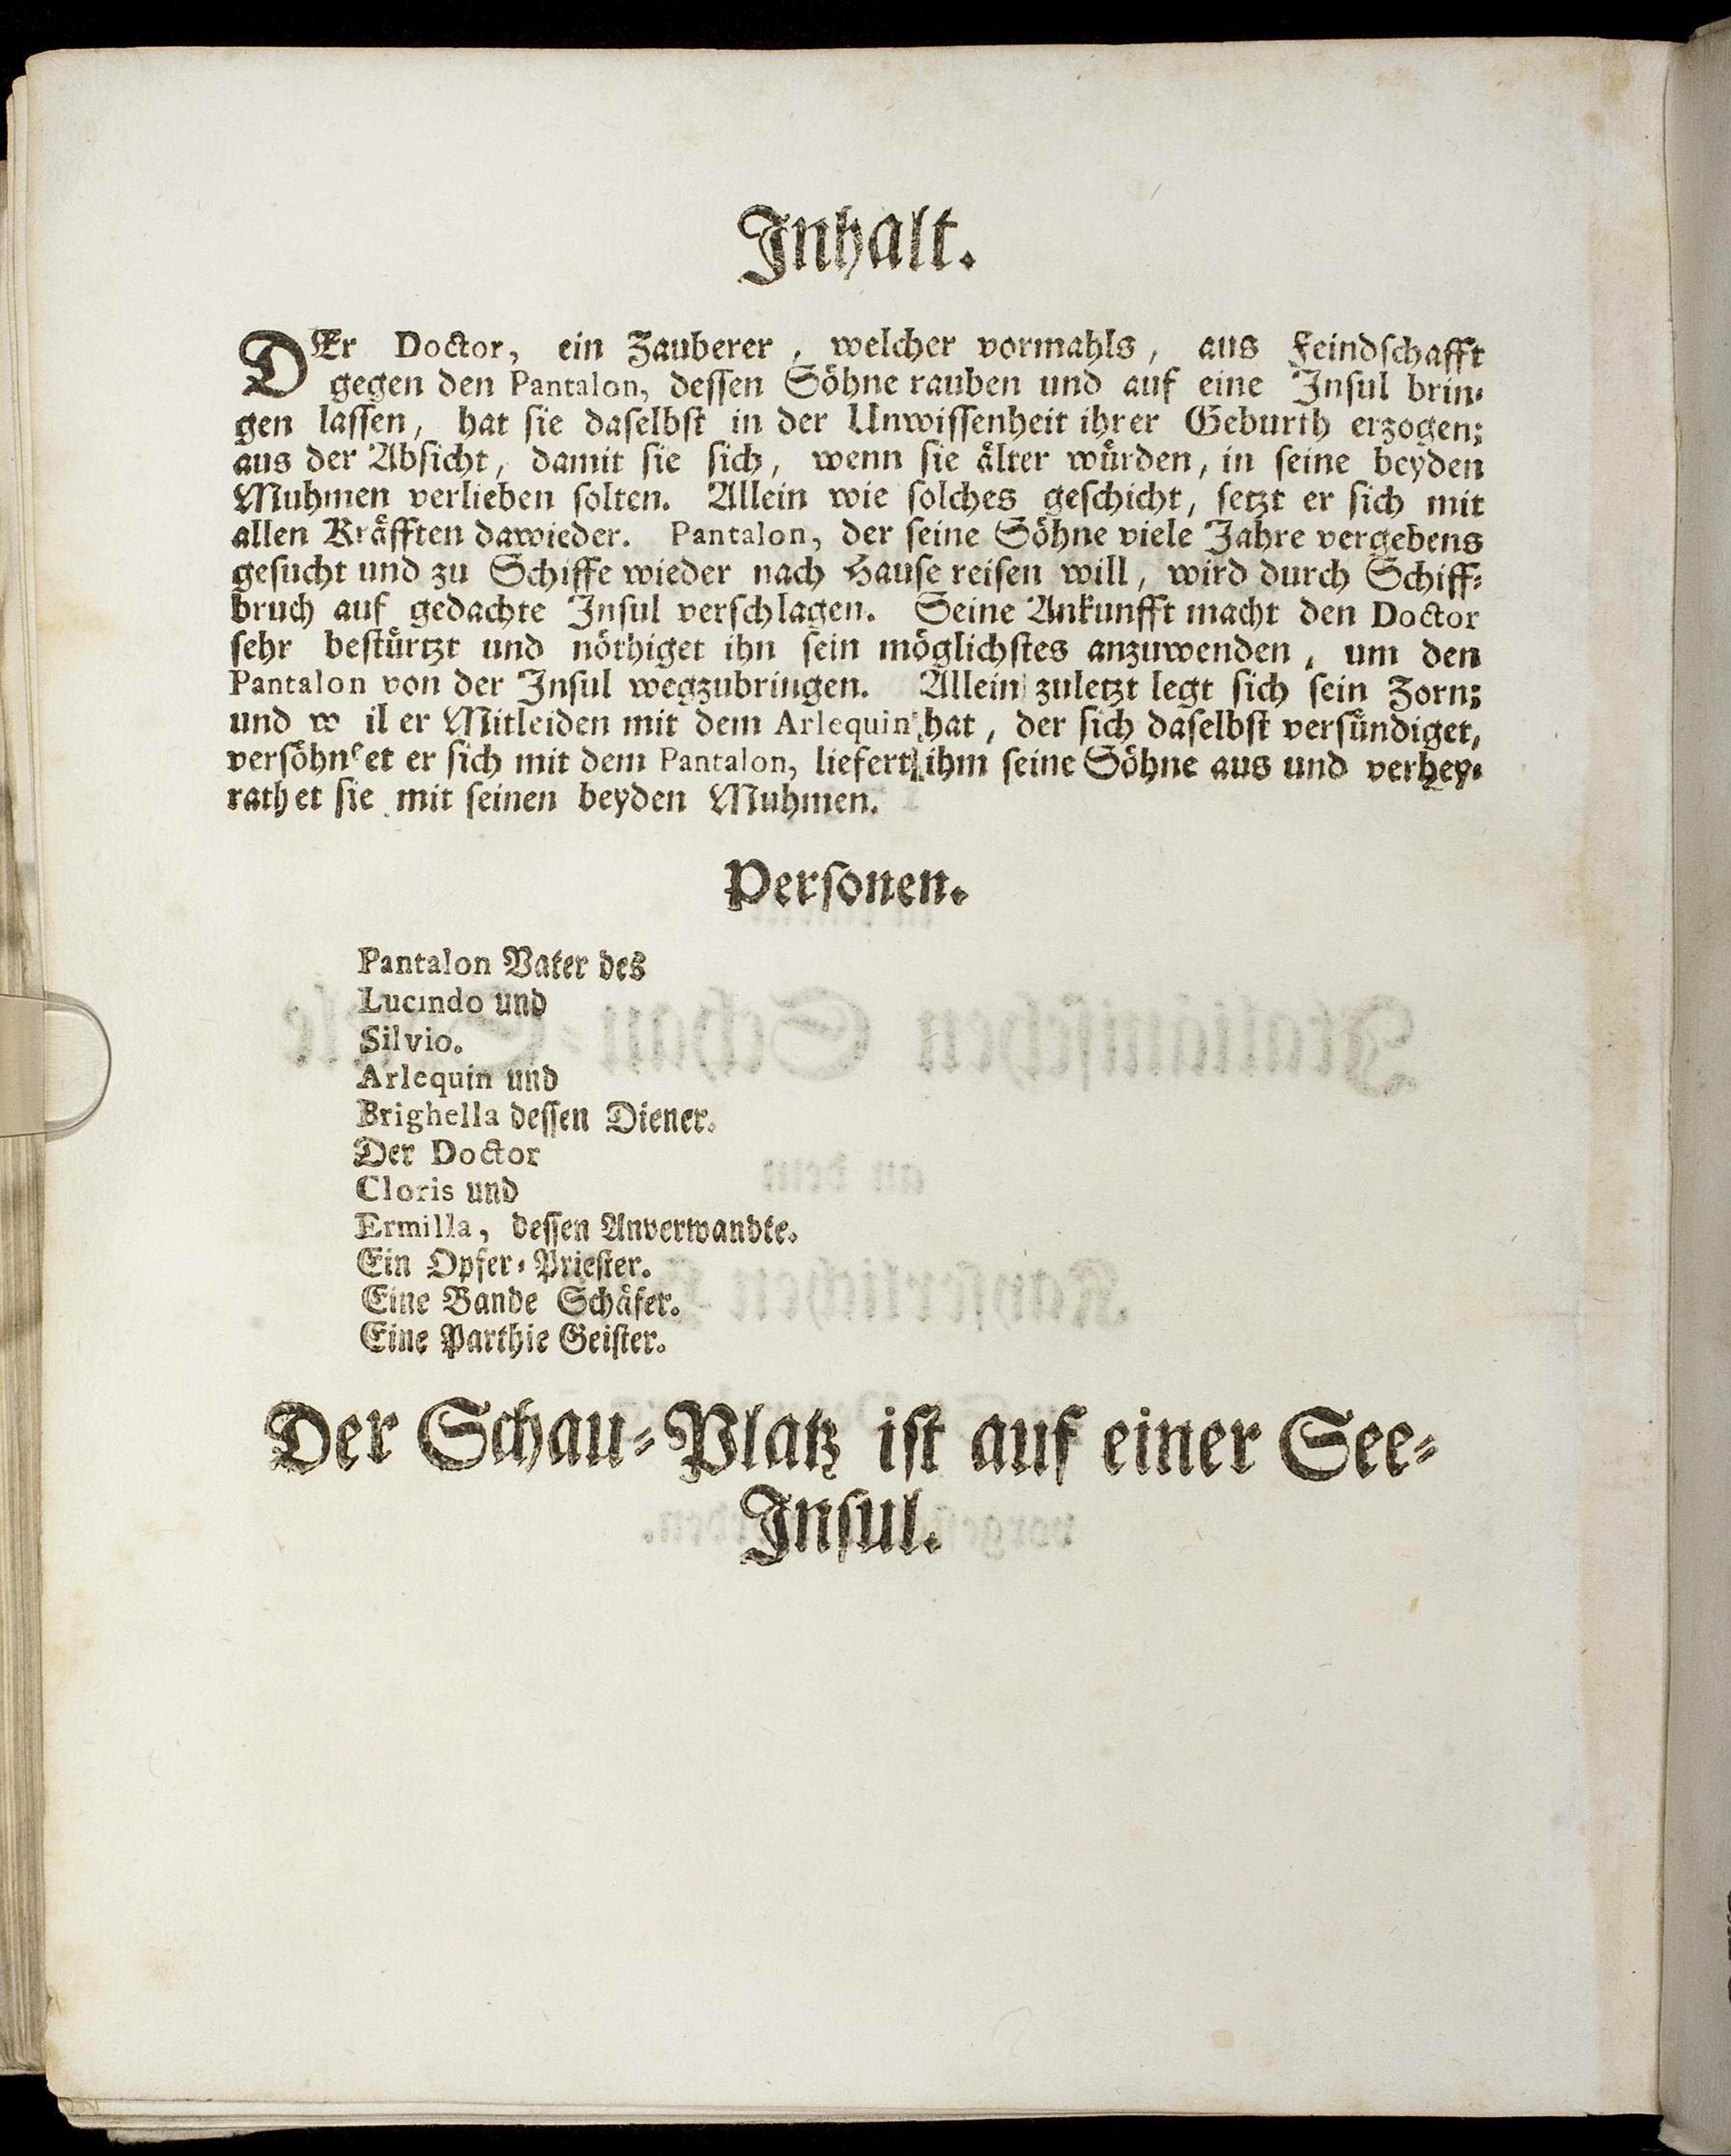 Inhalt.
DEr Doctor, ein Zauberer, welcher vormahls, aus Feindschafft
gegen den Pantalon, dessen Söhne rauben und auf eine Insul brin-
gen lassen, hat sie daselbst in der Unwissenheit ihrer Geburth erzogen;
aus der Absicht, damit sie sich, wenn sie älter würden, in seine beyden
Muhmen verlieben solten. Allein wie solches geschicht, setzt er sich mit
allen Kräfften dawieder. Pantalon, der seine Söhne viele Jahre vergebens
gesucht und zu Schiffe wieder nach Hause reisen will, wird durch Schiff-
bruch auf gedachte Insul verschlagen. Seine Ankunfft macht den Doctor
sehr bestürtzt und nöthiget ihn sein möglichstes anzuwenden, um den
Pantalon von der Insul wegzubringen. Allein zuletzt legt sich sein Zorn;
und w il er Mitleiden mit dem Arlequin hat, der sich daselbst versündiget,
versöhnet er sich mit dem Pantalon, liefert ihm seine Söhne aus und verhey-
rathet sie mit seinen beyden Muhmen.
Personen.
Pantalon Vater des
Lucindo und
Silvio.
Arlequin und
Brighella dessen Diener.
Der Doctor
Cloris und
Ermilla, dessen Anverwandte.
Ein Opfer-Priester.
Eine Bande Schäfer.
Eine Parthie Geister.
Der Schau-Platz ist auf einer See-
Insul.